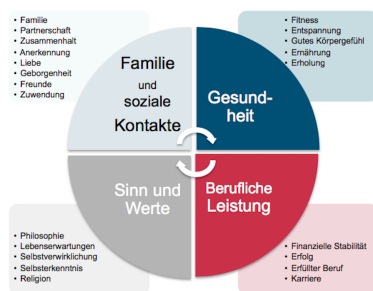 • Familie
• Partnerschaft
• Zusammenhalt
• Anerkennung
• Liebe
• Geborgenheit
• Freunde
• Zuwendung
• Fitness
• Entspannung
• Gutes Körpergefühl
• Ernährung
• Erholung
Familie
und
soziale
Kontakte
Gesund-
heit
Sinn und
Werte
Berufliche
Leistung
• Philosophie
• Lebenserwartungen
• Selbstverwirklichung
• Selbsterkenntnis
• Religion
• Finanzielle Stabilität
• Erfolg
• Erfüllter Beruf
• Karriere